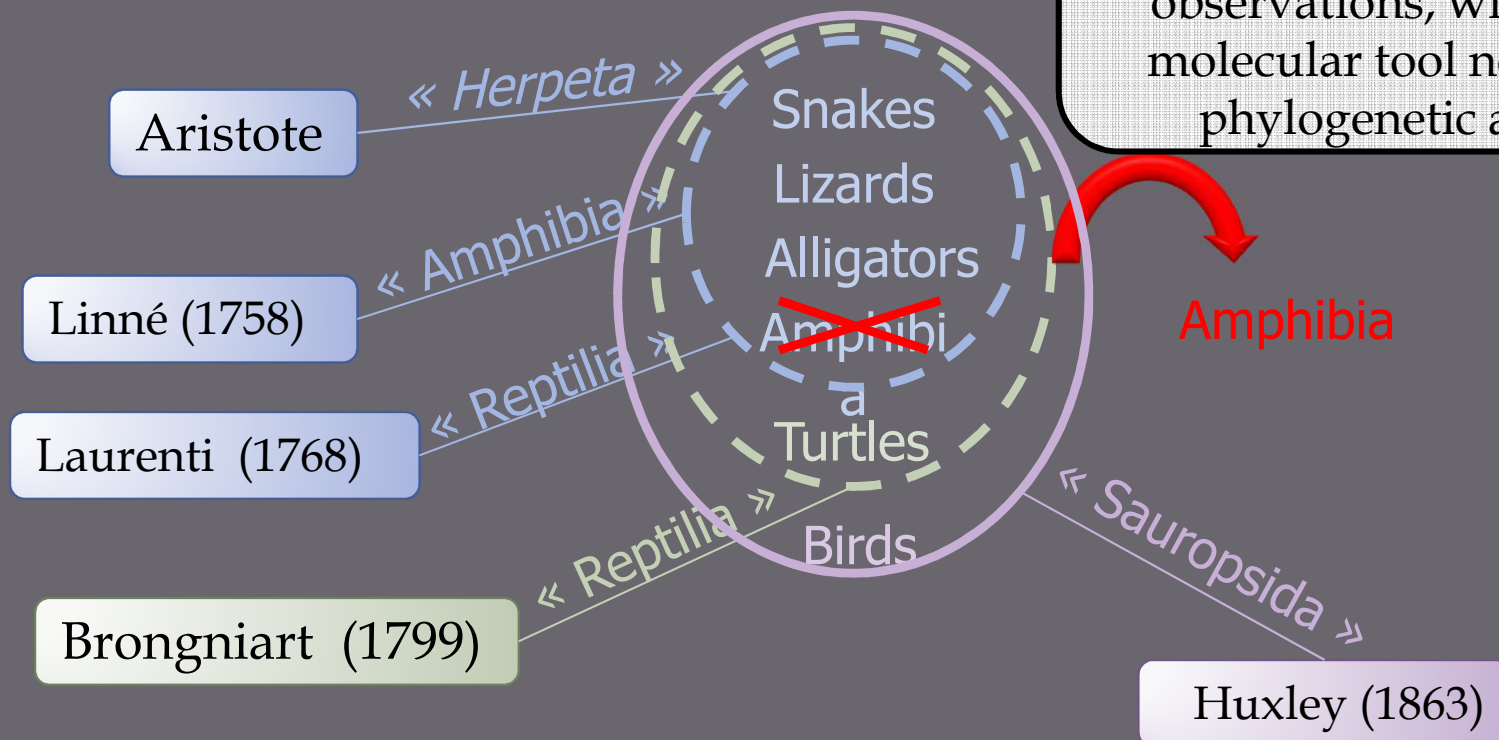 observations, wi
molecular tool n
phylogenetic a
Aristote
« Herpeta »
Linné (1758)
« Amphibia »
Laurenti (1768)
« Reptilia »
Brongniart (1799)
« Reptilia »
Snakes
Lizards
Alligators
Amphibi
a
Turtles
Birds
Amphibia
« Sauropsida »
Huxley (1863)